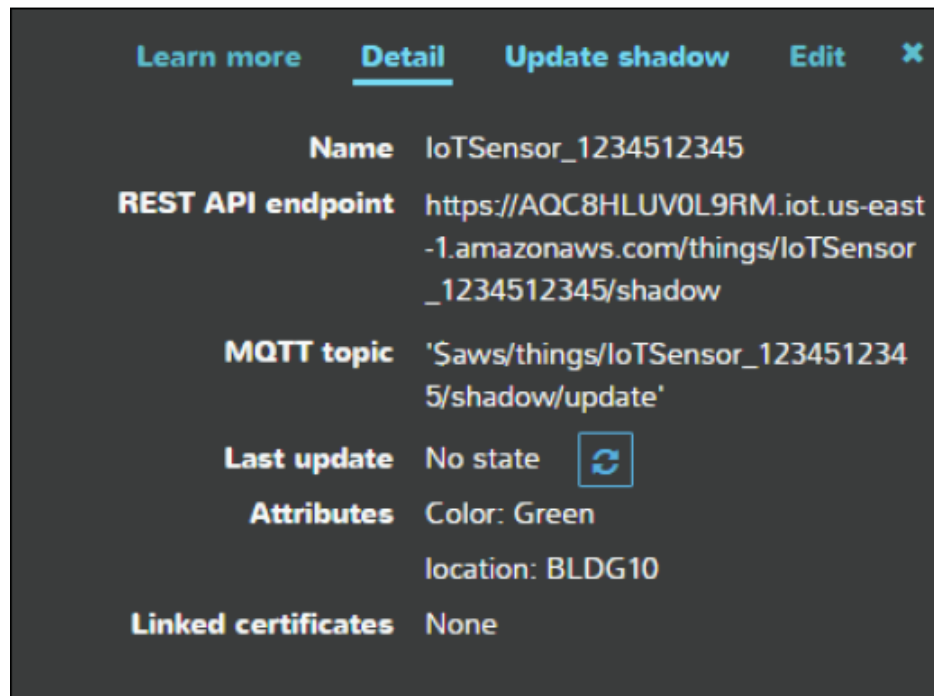 Learn more Detail Update shadow Edit ×
Name IoTSensor_1234512345
REST API endpoint https://AQC8HLUV0L9RM.iot.us-east
-1.amazonaws.com/things/IoTSensor
_1234512345/shadow
MQTT topic '$aws/things/IoTSensor_123451234
5/shadow/update'
Last update No state
Attributes Color: Green
location: BLDG10
Linked certificates None